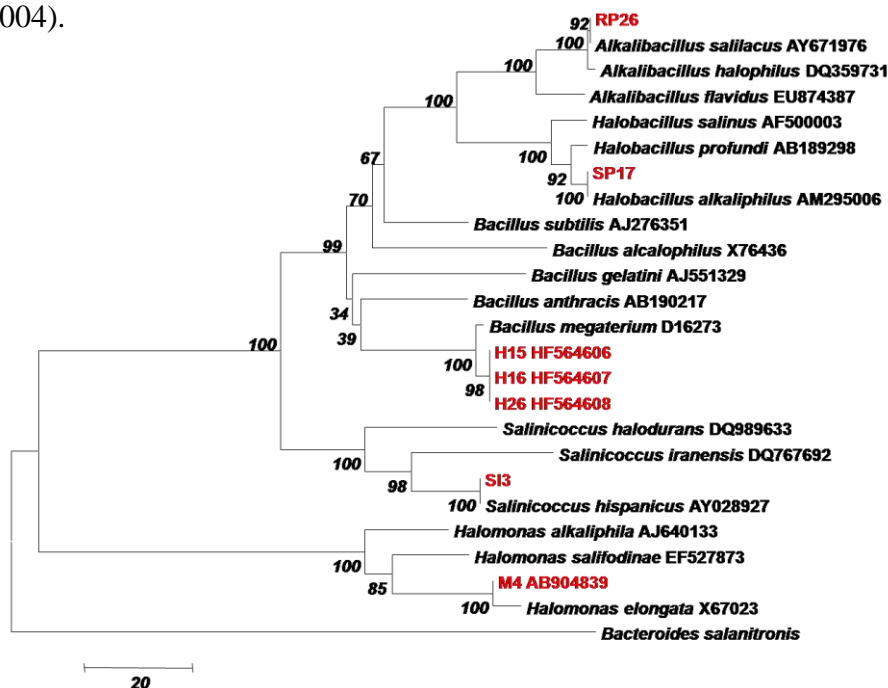 004).
92 RP26
100 Alkalibacillus salilacus AY671976
100 Alkalibacillus halophilus DQ359731
Alkalibacillus flavidus EU874387
100 Halobacillus salinus AF500003
100 Halobacillus profundi AB189298
67 92 SP17
100 Halobacillus alkaliphilus AM295006
70 Bacillus subtilis AJ276351
99 Bacillus alcalophilus X76436
Bacillus gelatini AJ551329
34 Bacillus anthracis AB190217
39 Bacillus megaterium D16273
100 100 H15 HF564606
H16 HF564607
98 H26 HF564608
Salinicoccus halodurans DQ989633
100 Salinicoccus iranensis DQ767692
98 SI3
100 Salinicoccus hispanicus AY028927
Halomonas alkaliphila AJ640133
100 Halomonas salifodinae EF527873
85 M4 AB904839
100 Halomonas elongata X67023
Bacteroides salanitronis
20